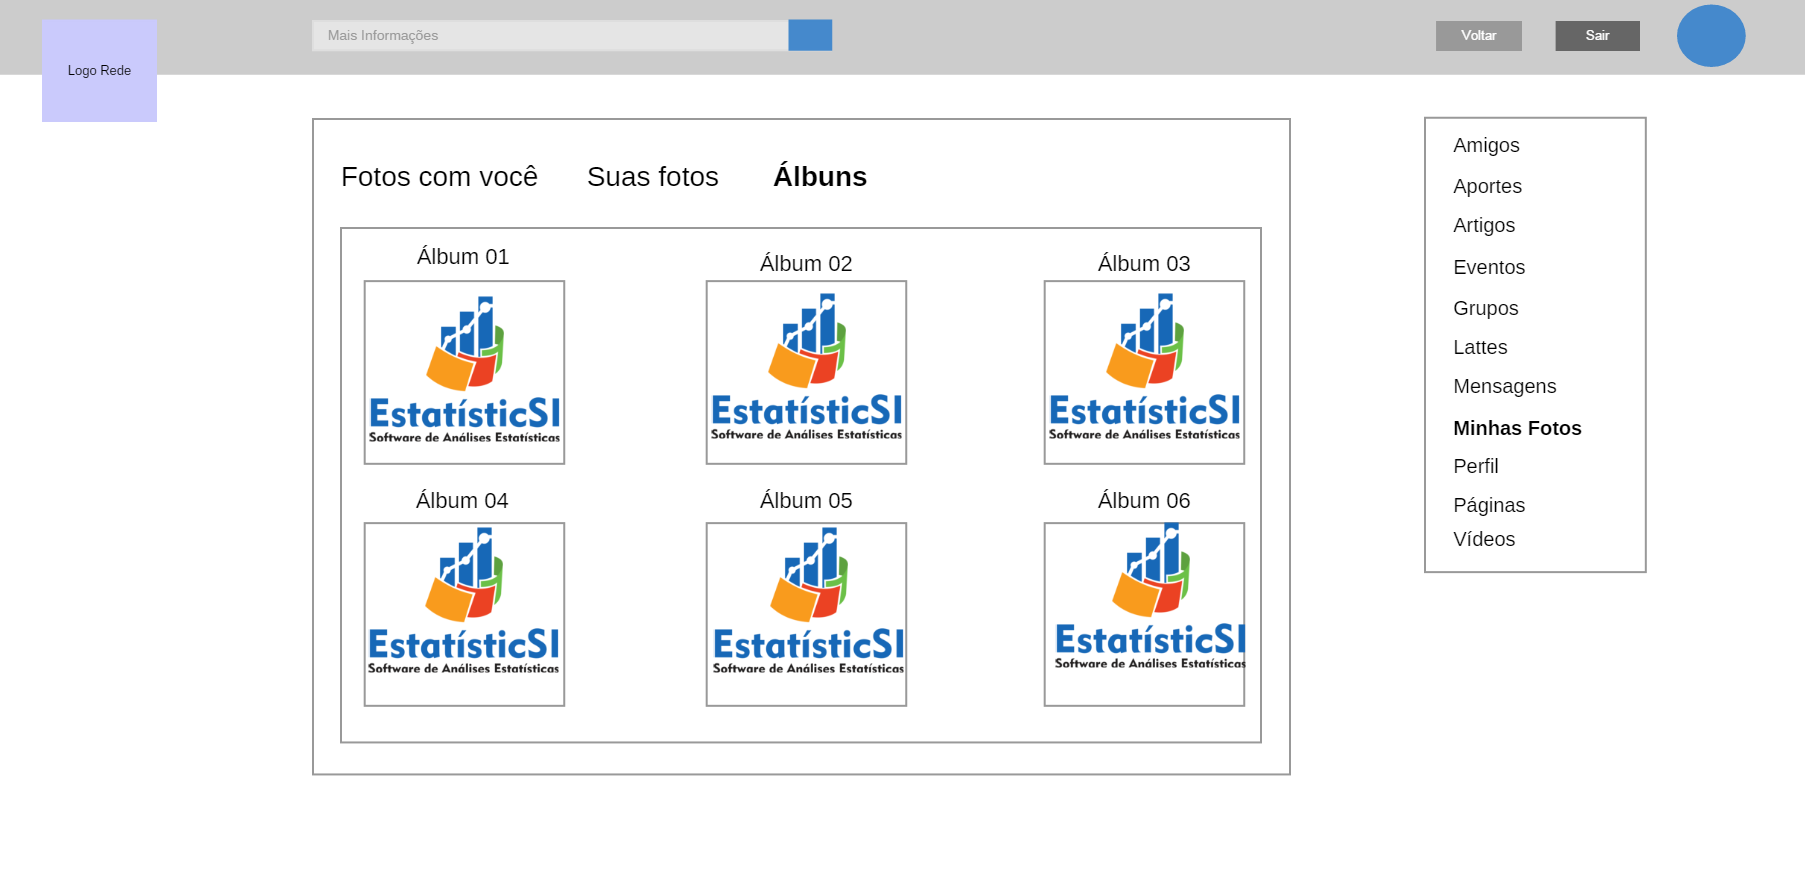 Mais Informações
Voltar
Sair
Logo Rede
Fotos com você
Suas fotos
Álbuns
Álbum 01
Álbum 02
Álbum 03
EstatísticSI
Software de Análises Estatísticas
EstatísticSI
Software de Análises Estatísticas
EstatísticSI
Software de Análises Estatísticas
Álbum 04
Álbum 05
Álbum 06
EstatísticSI
Software de Análises Estatísticas
EstatísticSI
Software de Análises Estatísticas
EstatísticSI
Software de Análises Estatísticas
Amigos
Aportes
Artigos
Eventos
Grupos
Lattes
Mensagens
Minhas Fotos
Perfil
Páginas
Vídeos